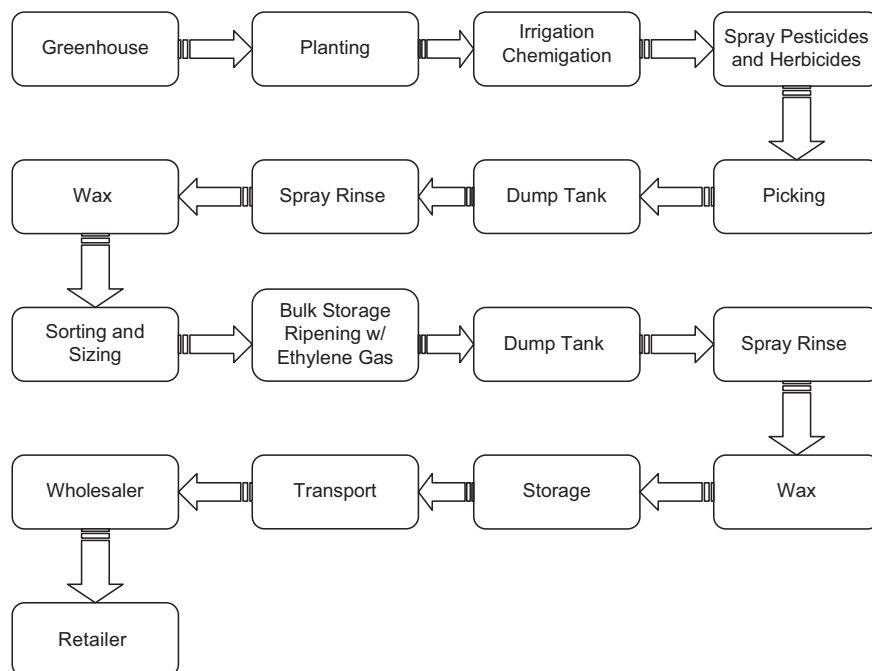 Greenhouse
Planting
Irrigation
Chemigation
Spray Pesticides
and Herbicides
Picking
Dump Tank
Spray Rinse
Wax
Sorting and
Sizing
Bulk Storage
Ripening w/
Ethylene Gas
Dump Tank
Spray Rinse
Wax
Storage
Transport
Wholesaler
Retailer